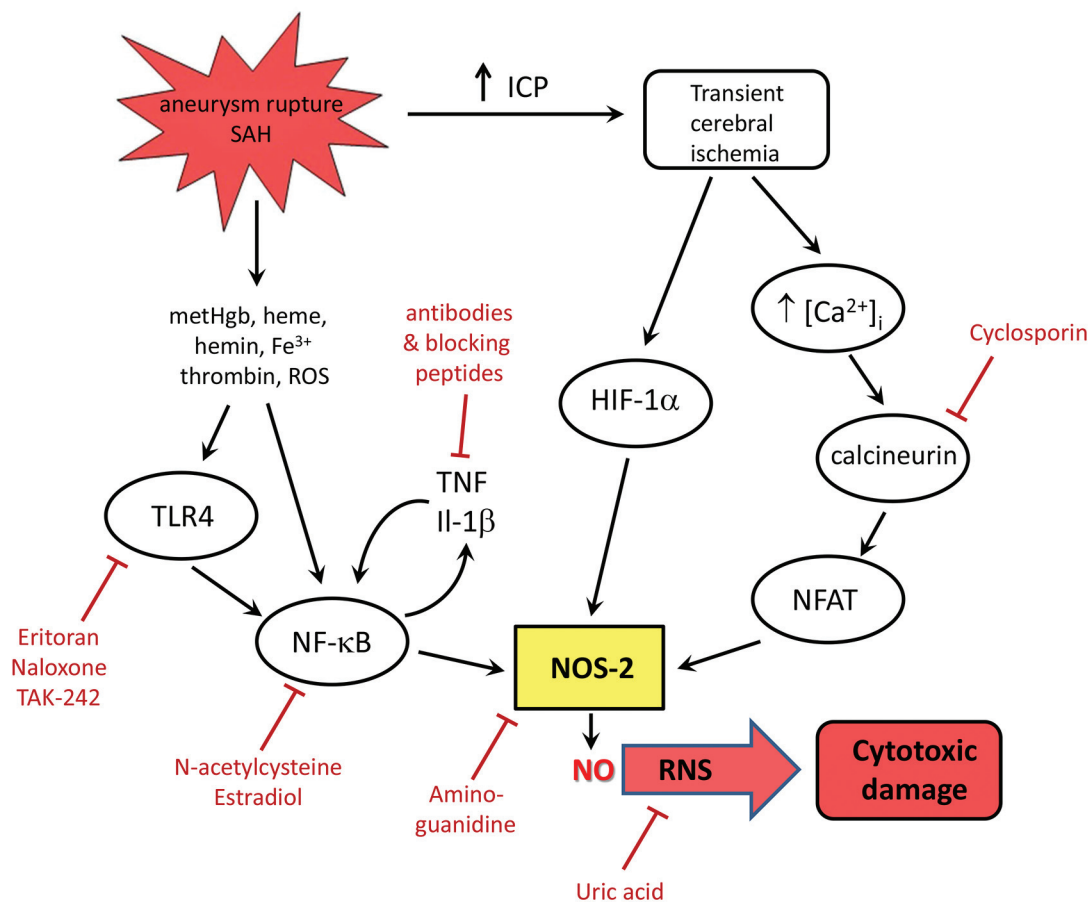 aneurysm rupture
SAH
↑ ICP
Transient
cerebral
ischemia
metHgb, heme,
hemin, Fe³⁺
thrombin, ROS
antibodies
& blocking
peptides
↑ [Ca²⁺]ᵢ
Cyclosporin
HIF-1α
calcineurin
TNF
Il-1β
TLR4
NFAT
Eritoran
Naloxone
TAK-242
NF-κB
NOS-2
N-acetylcysteine
Estradiol
Amino-
guanidine
NO
RNS
Cytotoxic
damage
Uric acid